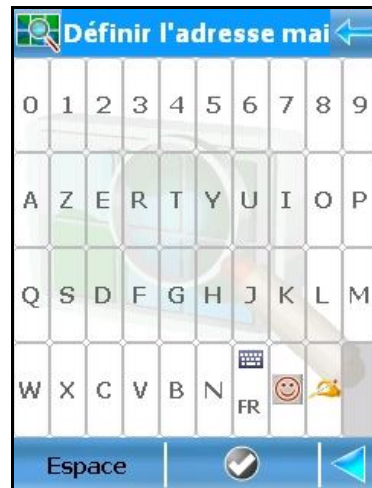 Définir l'adresse mai
0 1 2 3 4 5 6 7 8 9
A Z E R T Y U I O P
Q S D F G H J K L M
W X C V B N FR
Espace